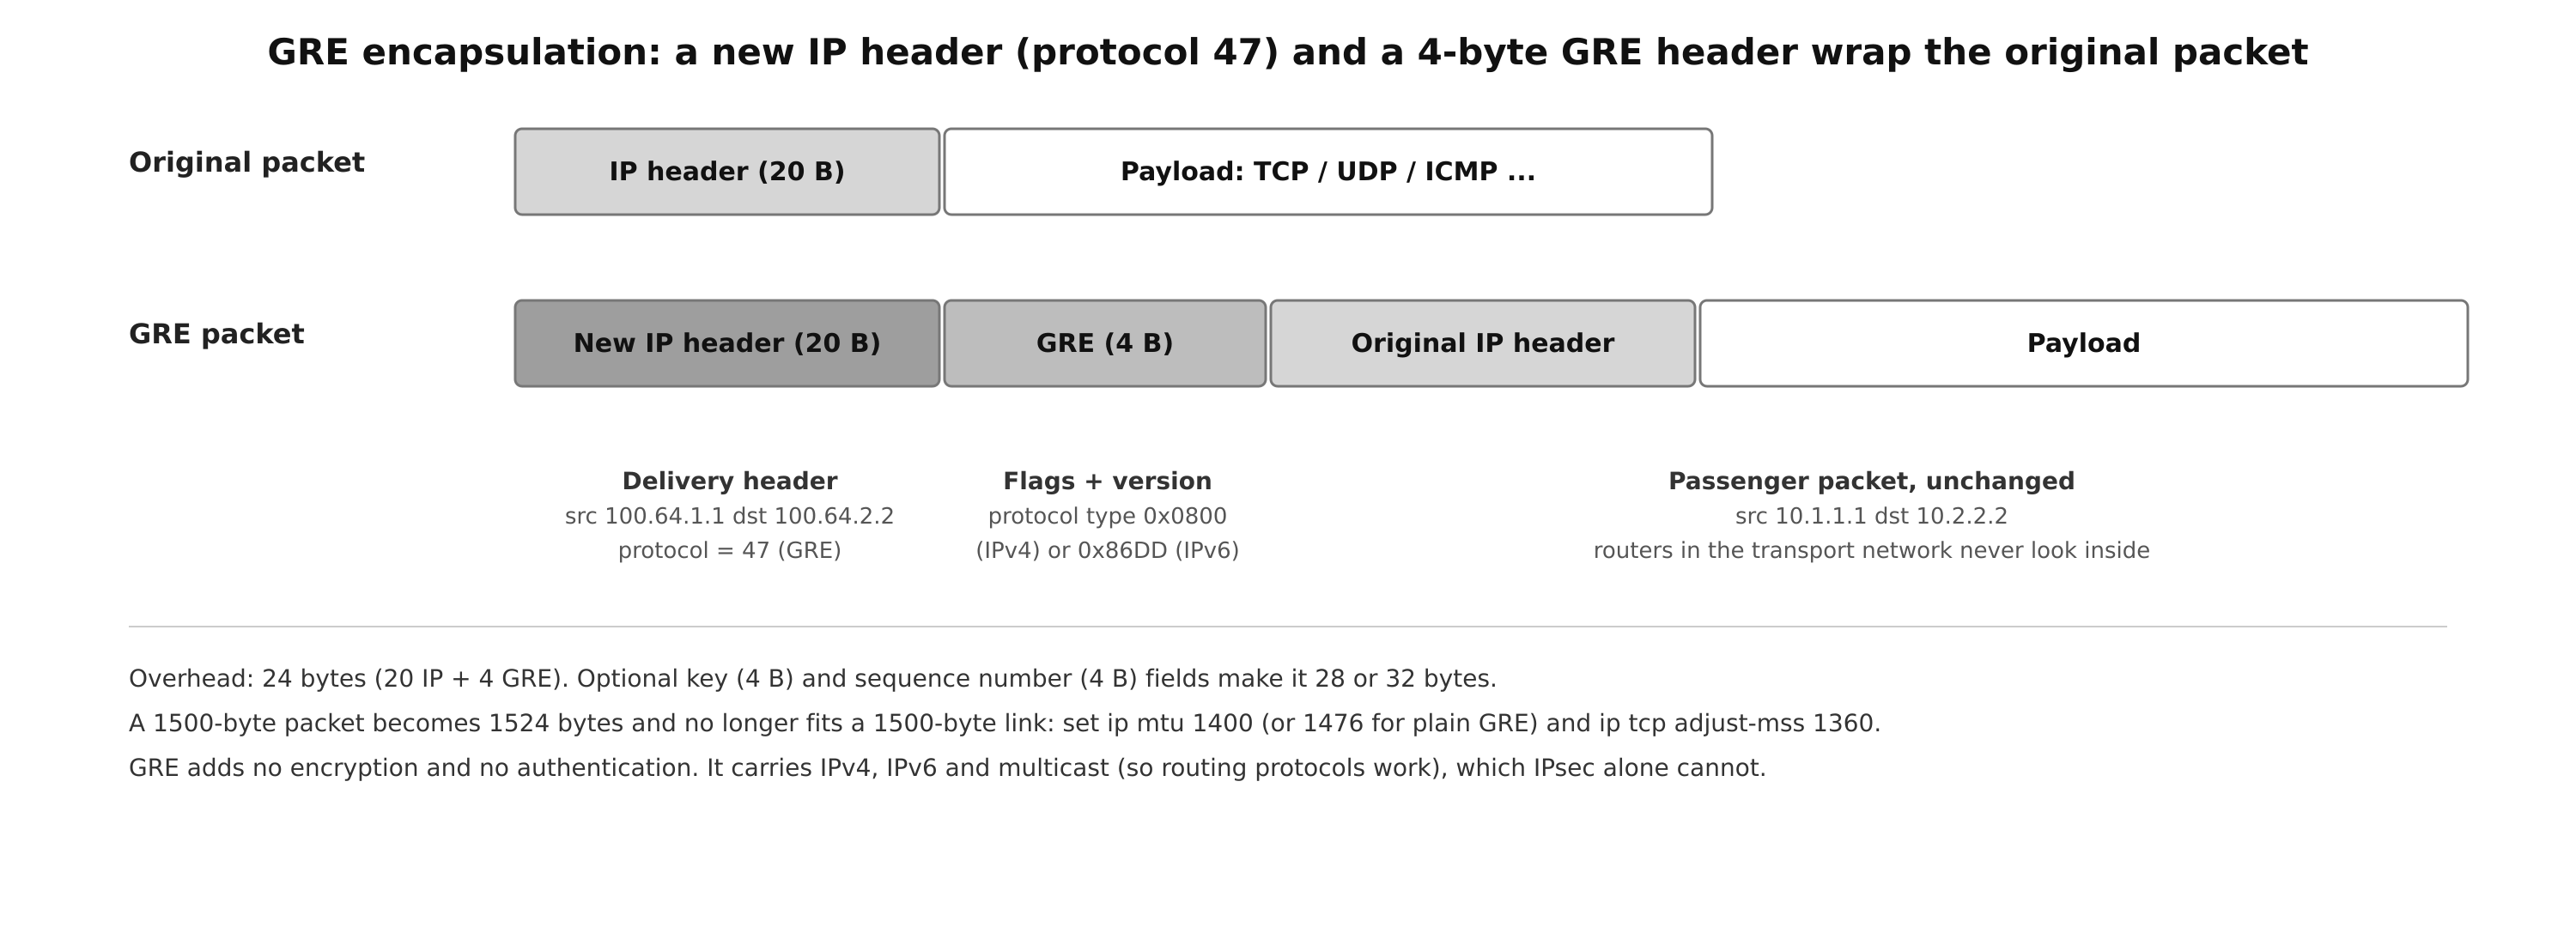 GRE encapsulation: a new IP header (protocol 47) and a 4-byte GRE header wrap the original packet
Original packet
IP header (20 B)
Payload: TCP / UDP / ICMP ...
GRE packet
New IP header (20 B)
GRE (4 B)
Original IP header
Payload
Delivery header
src 100.64.1.1 dst 100.64.2.2
protocol = 47 (GRE)
Flags + version
protocol type 0x0800
(IPv4) or 0x86DD (IPv6)
Passenger packet, unchanged
src 10.1.1.1 dst 10.2.2.2
routers in the transport network never look inside
Overhead: 24 bytes (20 IP + 4 GRE). Optional key (4 B) and sequence number (4 B) fields make it 28 or 32 bytes.
A 1500-byte packet becomes 1524 bytes and no longer fits a 1500-byte link: set ip mtu 1400 (or 1476 for plain GRE) and ip tcp adjust-mss 1360.
GRE adds no encryption and no authentication. It carries IPv4, IPv6 and multicast (so routing protocols work), which IPsec alone cannot.